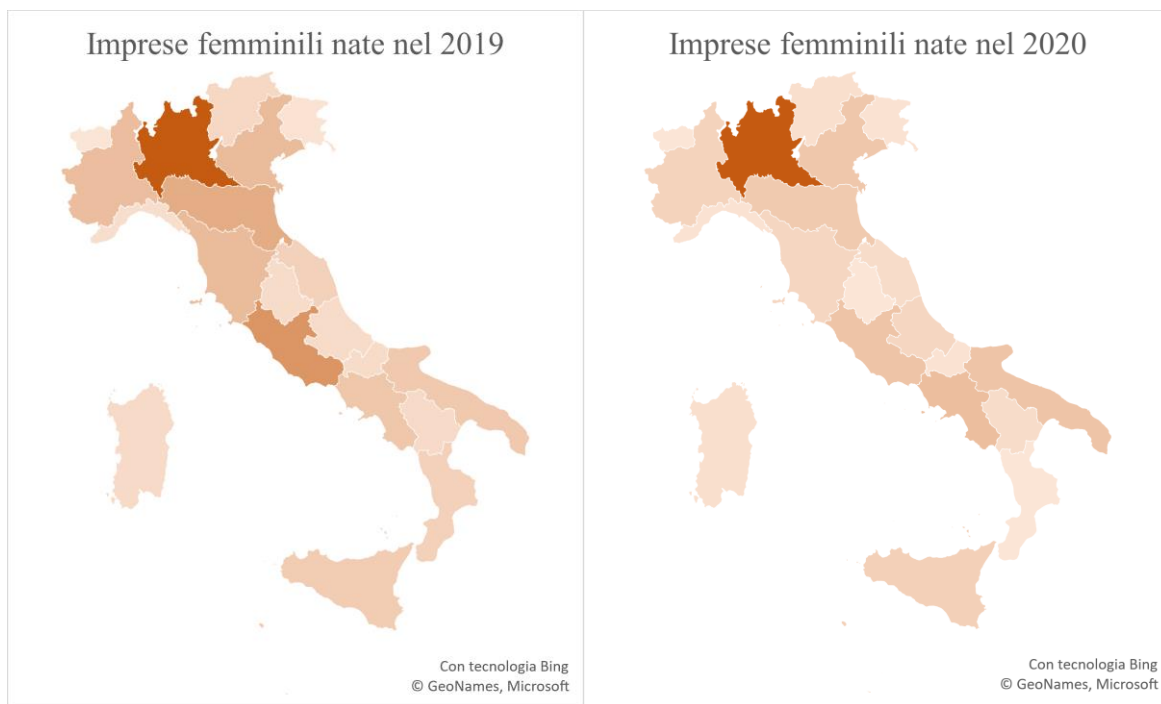 Imprese femminili nate nel 2019
Con tecnologia Bing
© GeoNames, Microsoft
Imprese femminili nate nel 2020
Con tecnologia Bing
© GeoNames, Microsoft